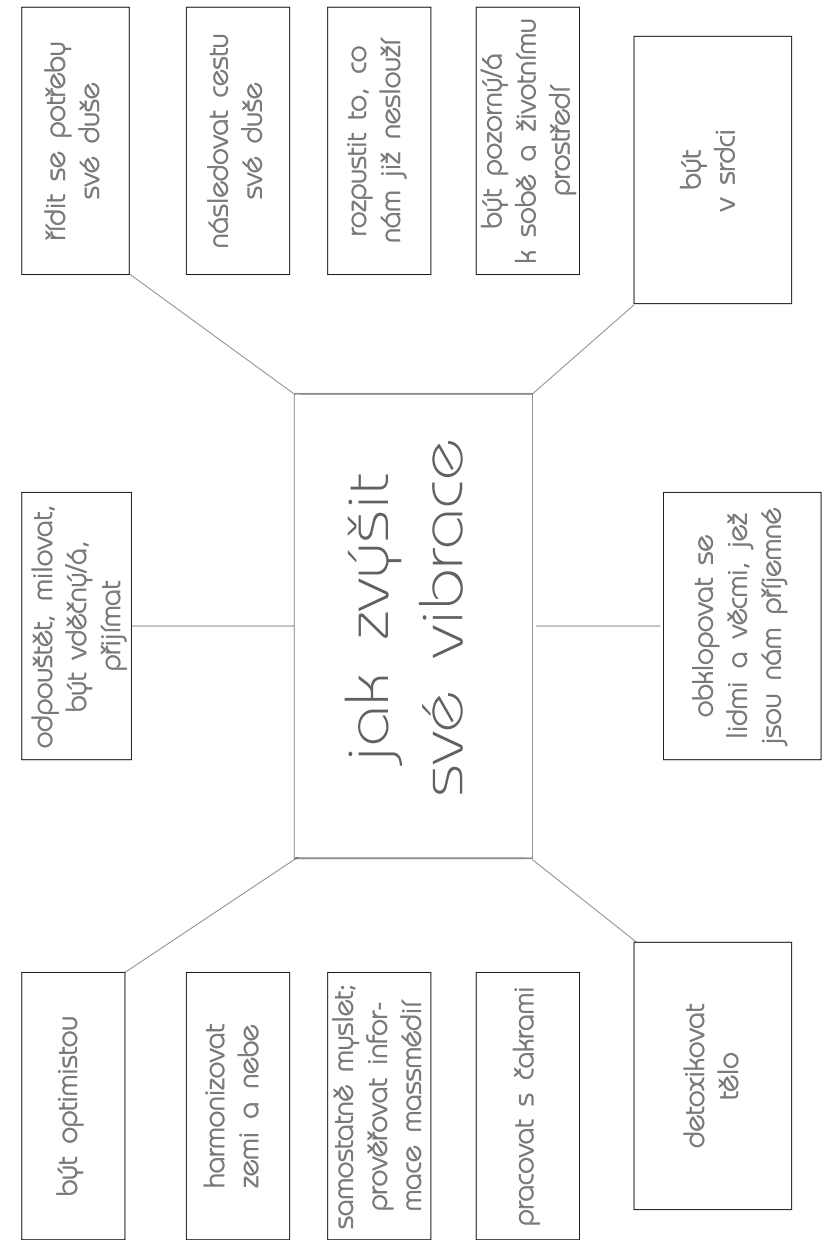 být optimistou
odpouštět, milovat,
být vděčný/á,
přijímat
řídit se potřeby
své duše
harmonizovat
zemi a nebe
následovat cestu
své duše
samostatně myslet;
prověřovat infor-
mace massmédií
jak zvýšit
své vibrace
rozpustit to, co
nám již neslouží
pracovat s čakrami
být pozorný/á
k sobě a životnímu
prostředí
detoxikovat
tělo
obklopovat se
lidmi a věcmi, jež
jsou nám příjemné
být
v srdci